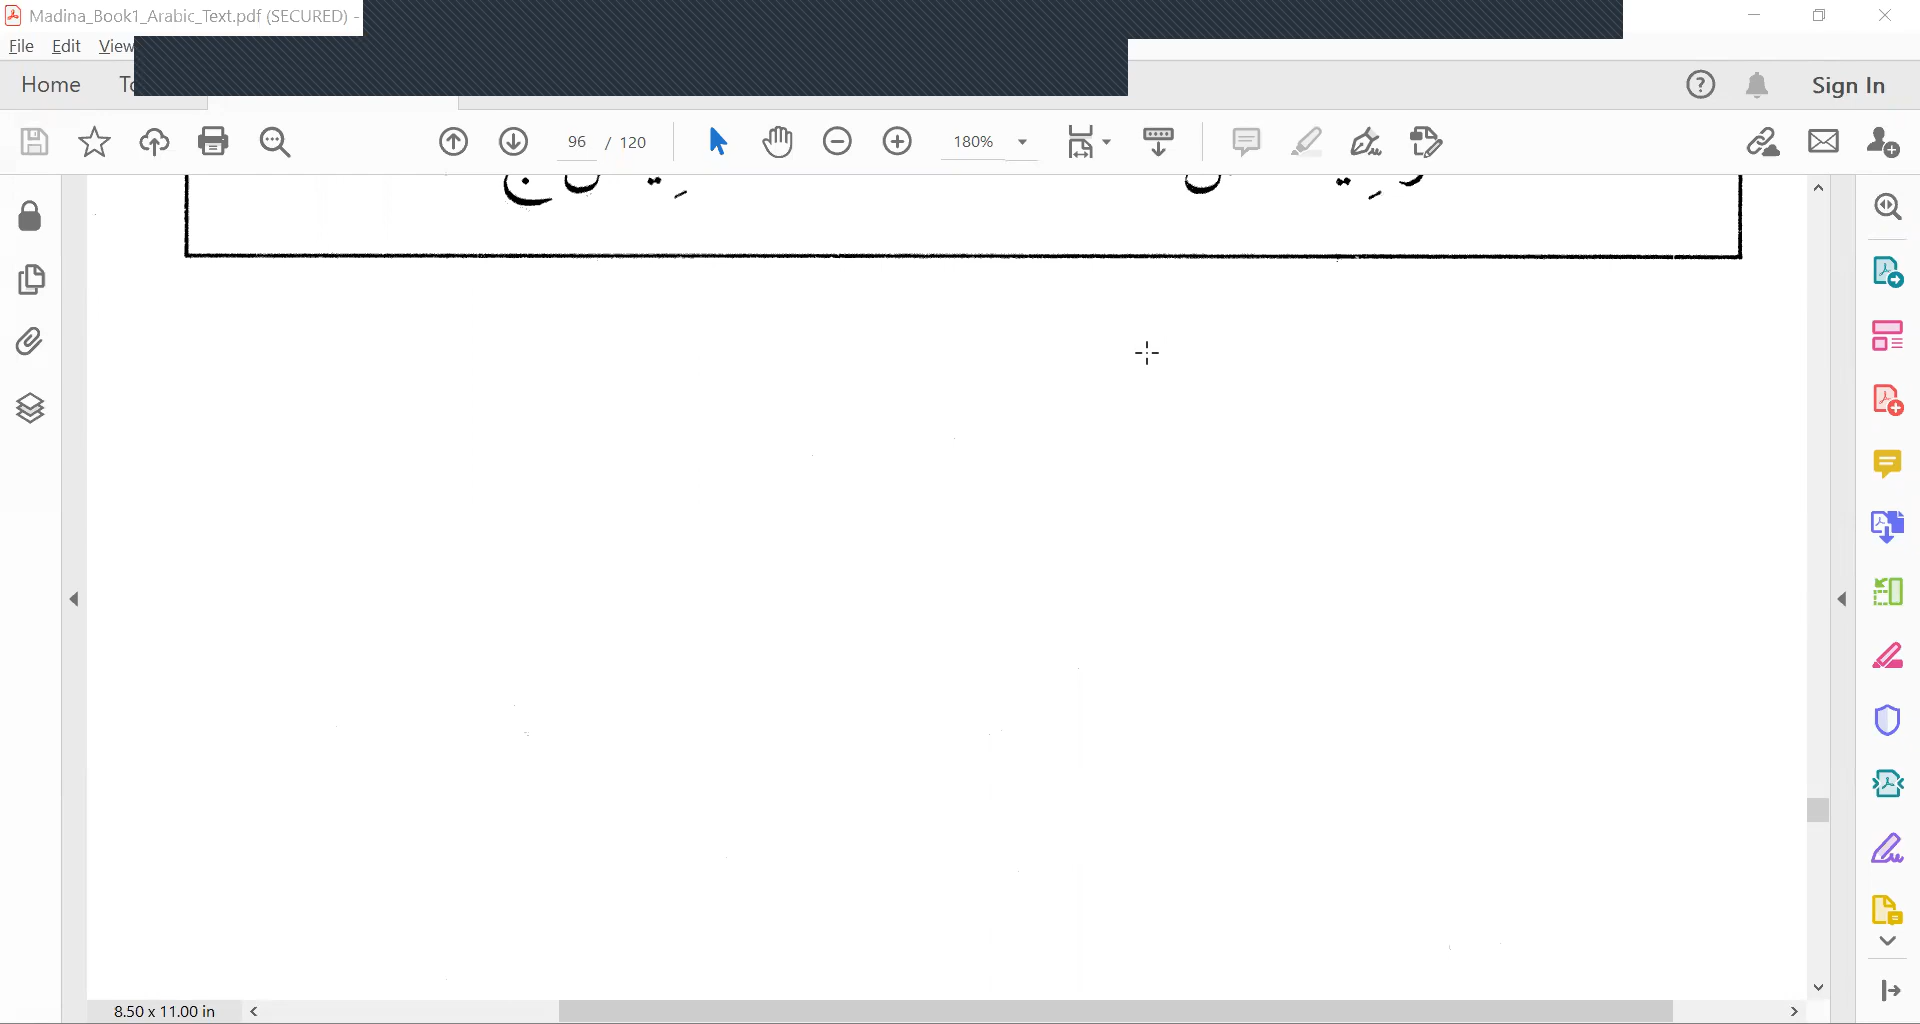 Madina_Book1_Arabic_Text.pdf (SECURED) -
File Edit View
Home
Sign In
96 / 120
180%
8.50 x 11.00 in